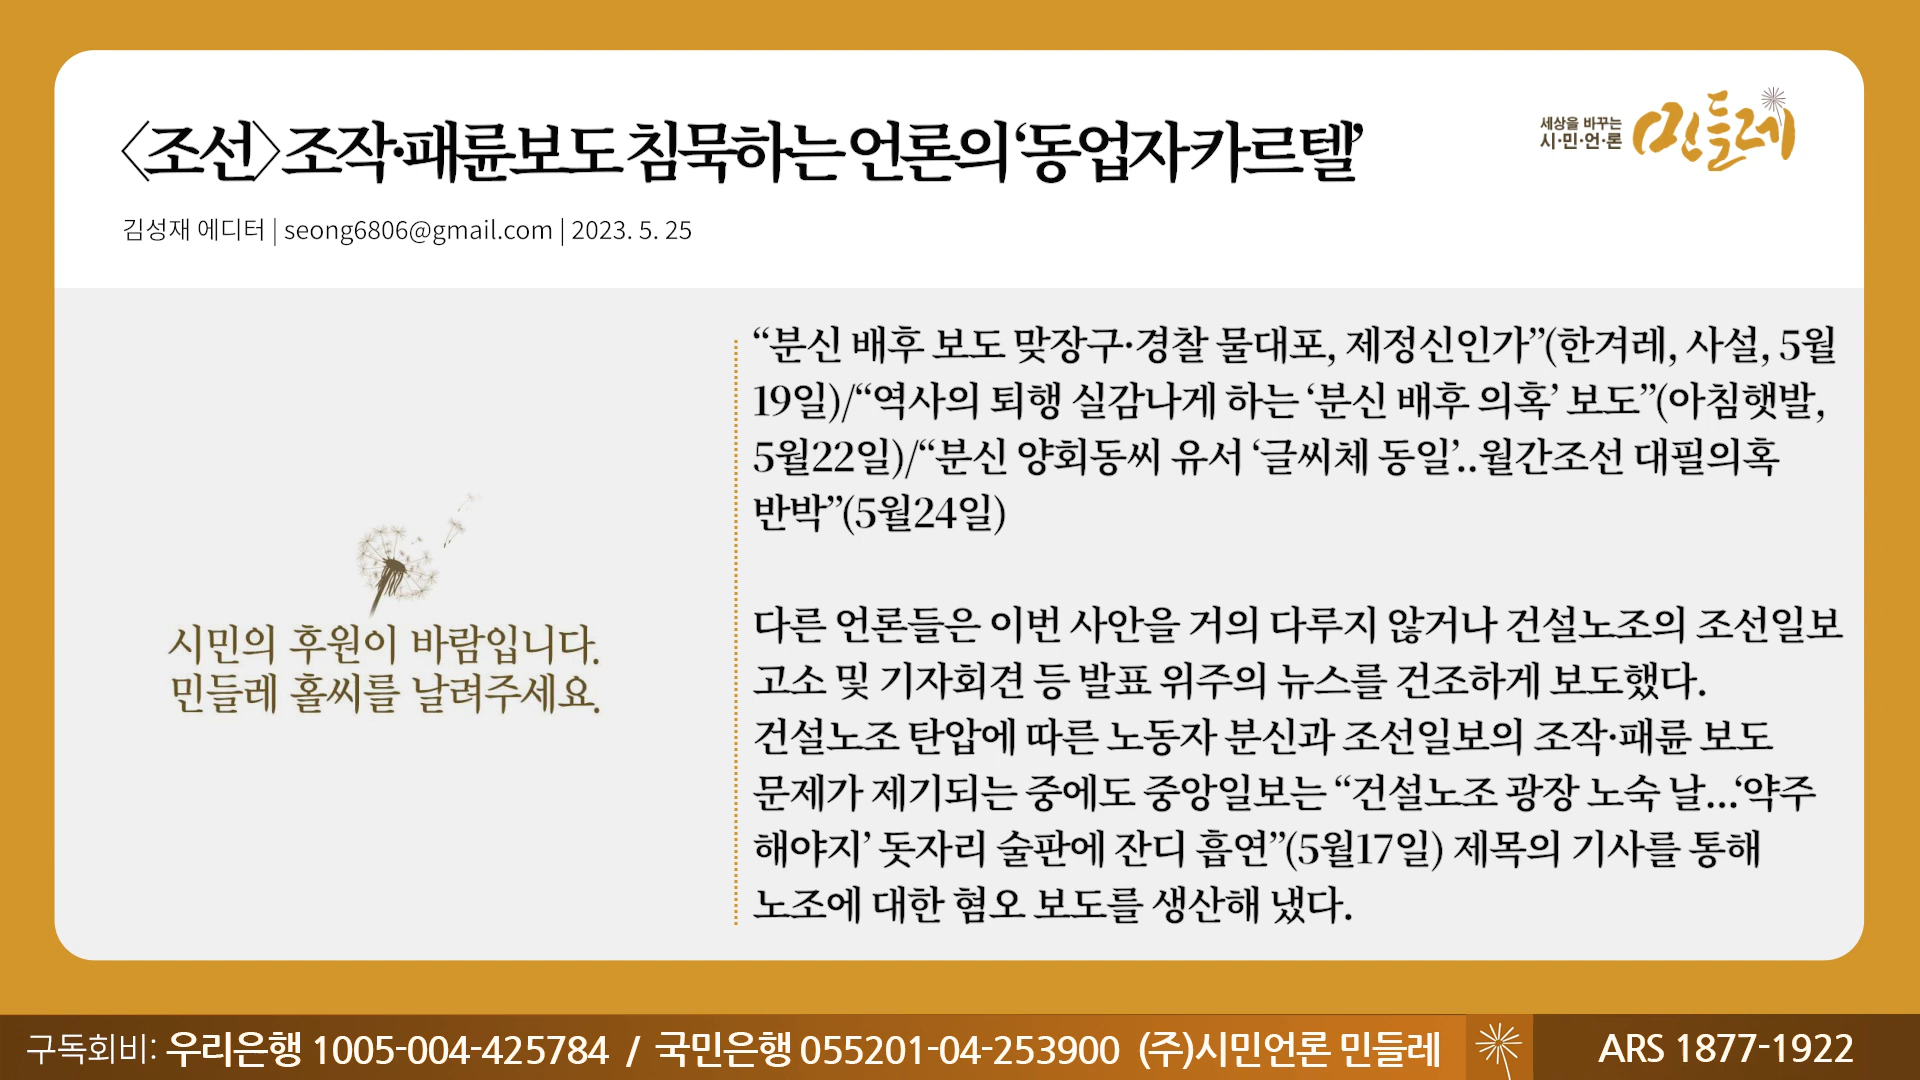 <조선> 조작·패륜보도 침묵하는 언론의 ‘동업자 카르텔’
세상을 바꾸는
시·민·언·론
민들레
김성재 에디터 | seong6806@gmail.com | 2023. 5. 25
“분신 배후 보도 맞장구·경찰 물대포, 제정신인가”(한겨레, 사설, 5월
19일)/“역사의 퇴행 실감나게 하는 ‘분신 배후 의혹’ 보도”(아침햇발,
5월22일)/“분신 양회동씨 유서 ‘글씨체 동일’..월간조선 대필의혹
반박”(5월24일)
다른 언론들은 이번 사안을 거의 다루지 않거나 건설노조의 조선일보
고소 및 기자회견 등 발표 위주의 뉴스를 건조하게 보도했다.
건설노조 탄압에 따른 노동자 분신과 조선일보의 조작·패륜 보도
문제가 제기되는 중에도 중앙일보는 “건설노조 광장 노숙 날…‘약주
해야지’ 돗자리 술판에 잔디 흡연”(5월17일) 제목의 기사를 통해
노조에 대한 혐오 보도를 생산해 냈다.
시민의 후원이 바람입니다.
민들레 홀씨를 날려주세요.
구독회비: 우리은행 1005-004-425784 / 국민은행 055201-04-253900 (주)시민언론 민들레
ARS 1877-1922